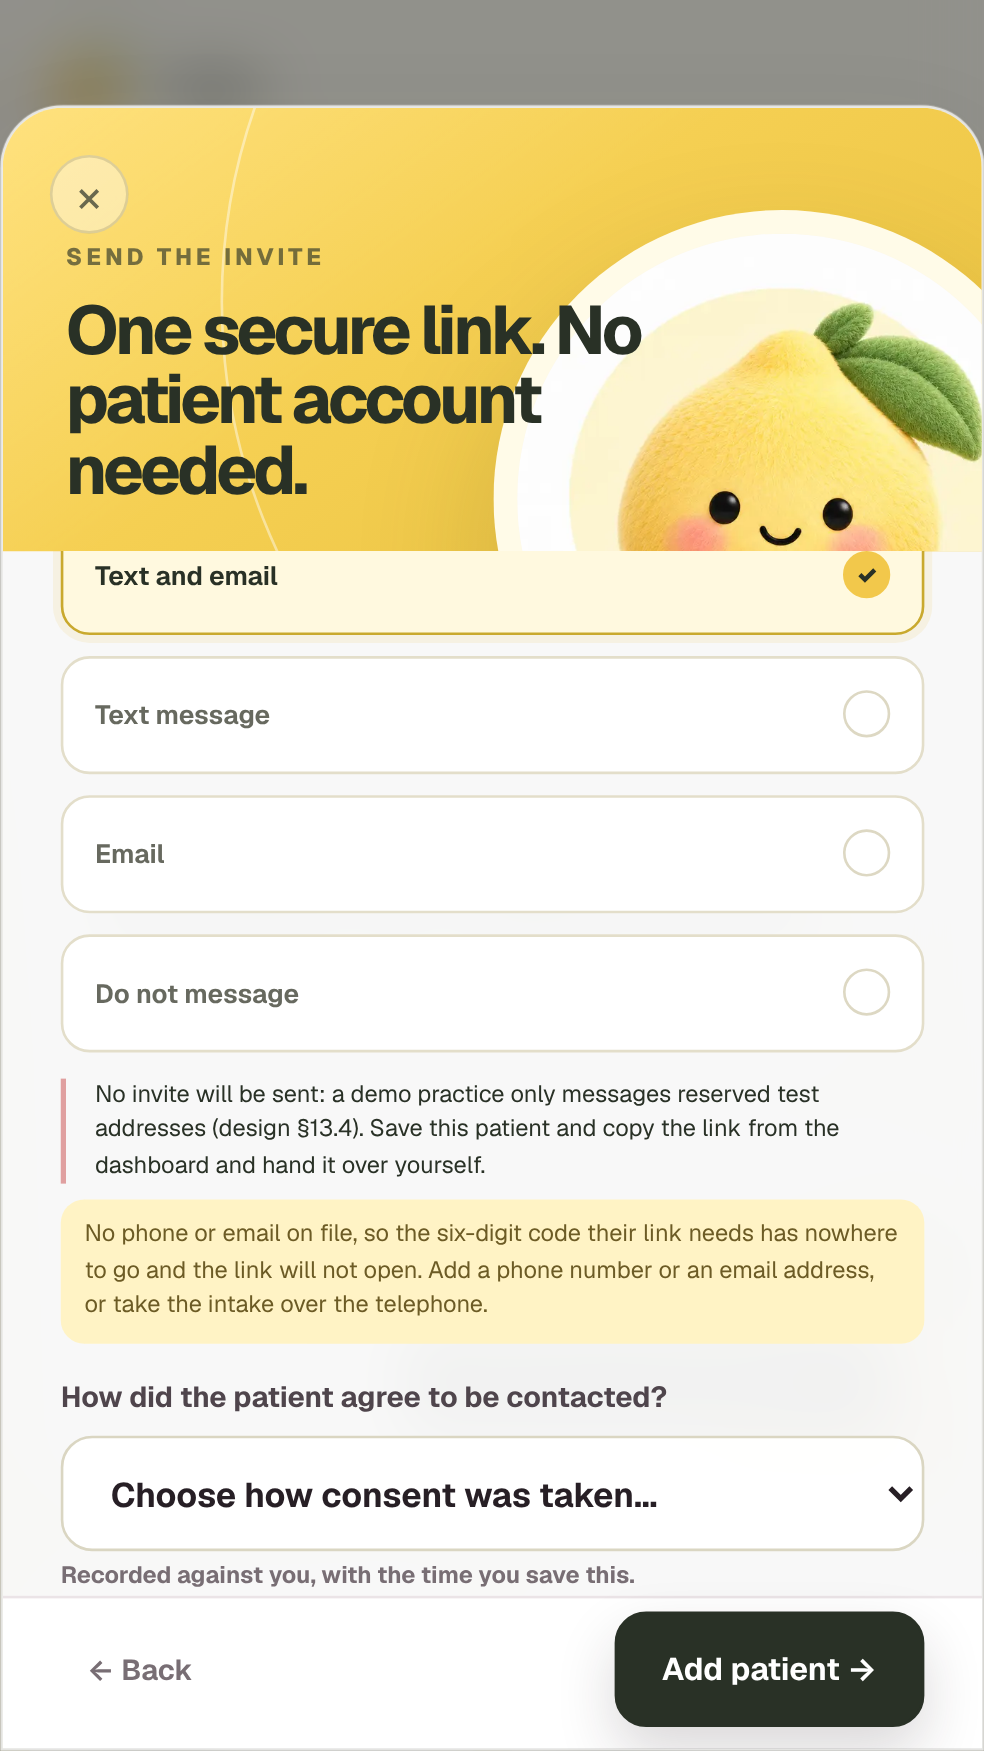 SEND THE INVITE
One secure link. No
patient account
needed.
Text and email
Text message
Email
Do not message
No invite will be sent: a demo practice only messages reserved test
addresses (design §13.4). Save this patient and copy the link from the
dashboard and hand it over yourself.
No phone or email on file, so the six-digit code their link needs has nowhere
to go and the link will not open. Add a phone number or an email address,
or take the intake over the telephone.
How did the patient agree to be contacted?
Choose how consent was taken...
Recorded against you, with the time you save this.
← Back
Add patient →